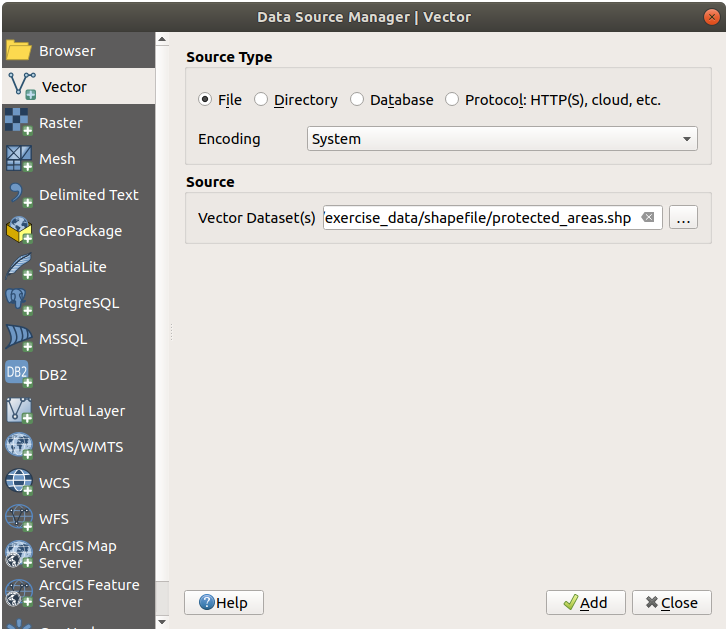 Data Source Manager | Vector
Browser
Vector
Raster
Mesh
Delimited Text
GeoPackage
SpatiaLite
PostgreSQL
MSSQL
DB2
DB2
Virtual Layer
WMS/WMTS
WCS
WFS
ArcGIS Map
Server
ArcGIS Feature
Server
Source Type
File Directory Database Protocol: HTTP(S), cloud, etc.
Encoding System
Source
Vector Dataset(s) /exercise_data/shapefile/protected_areas.shp ...
Help Add Close